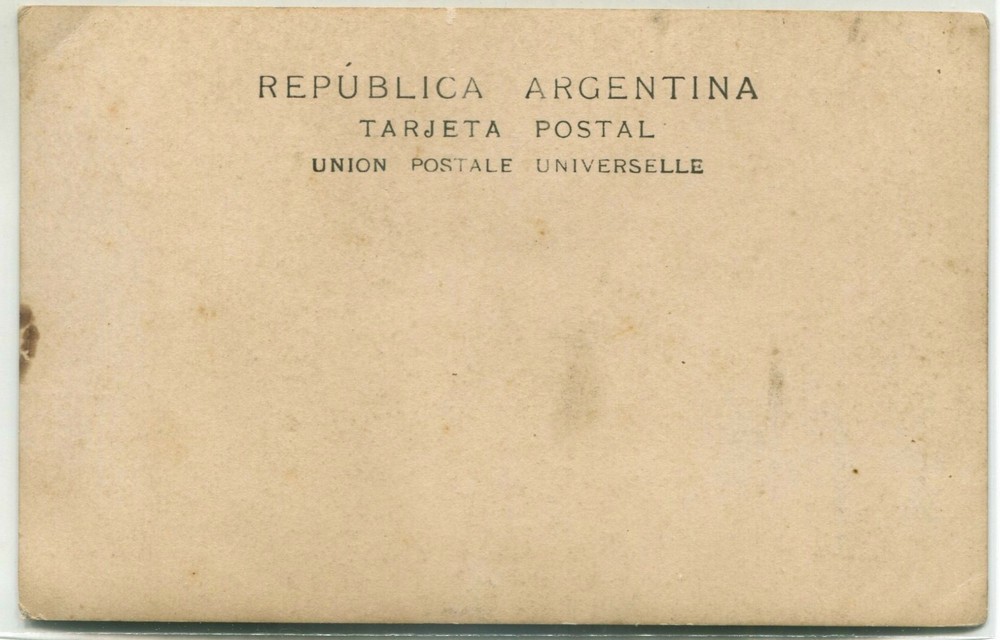 REPÚBLICA ARGENTINA
TARJETA POSTAL
UNION POSTALE UNIVERSELLE